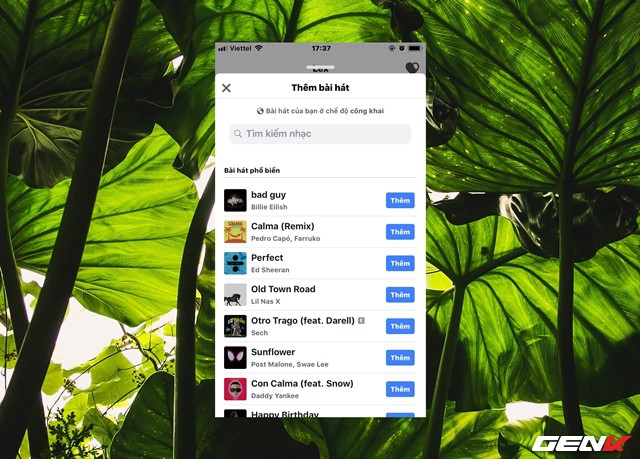 Viettel 17:37
Lex
Thêm bài hát
Bài hát của bạn ở chế độ công khai
Tìm kiếm nhạc
Bài hát phổ biến
bad guy
Billie Eilish
Thêm
Calma (Remix)
Pedro Capó, Farruko
Thêm
Perfect
Ed Sheeran
Thêm
Old Town Road
Lil Nas X
Thêm
Otro Trago (feat. Darell) E
Sech
Thêm
Sunflower
Post Malone, Swae Lee
Thêm
Con Calma (feat. Snow)
Daddy Yankee
Thêm
Happy Birthday
GENK